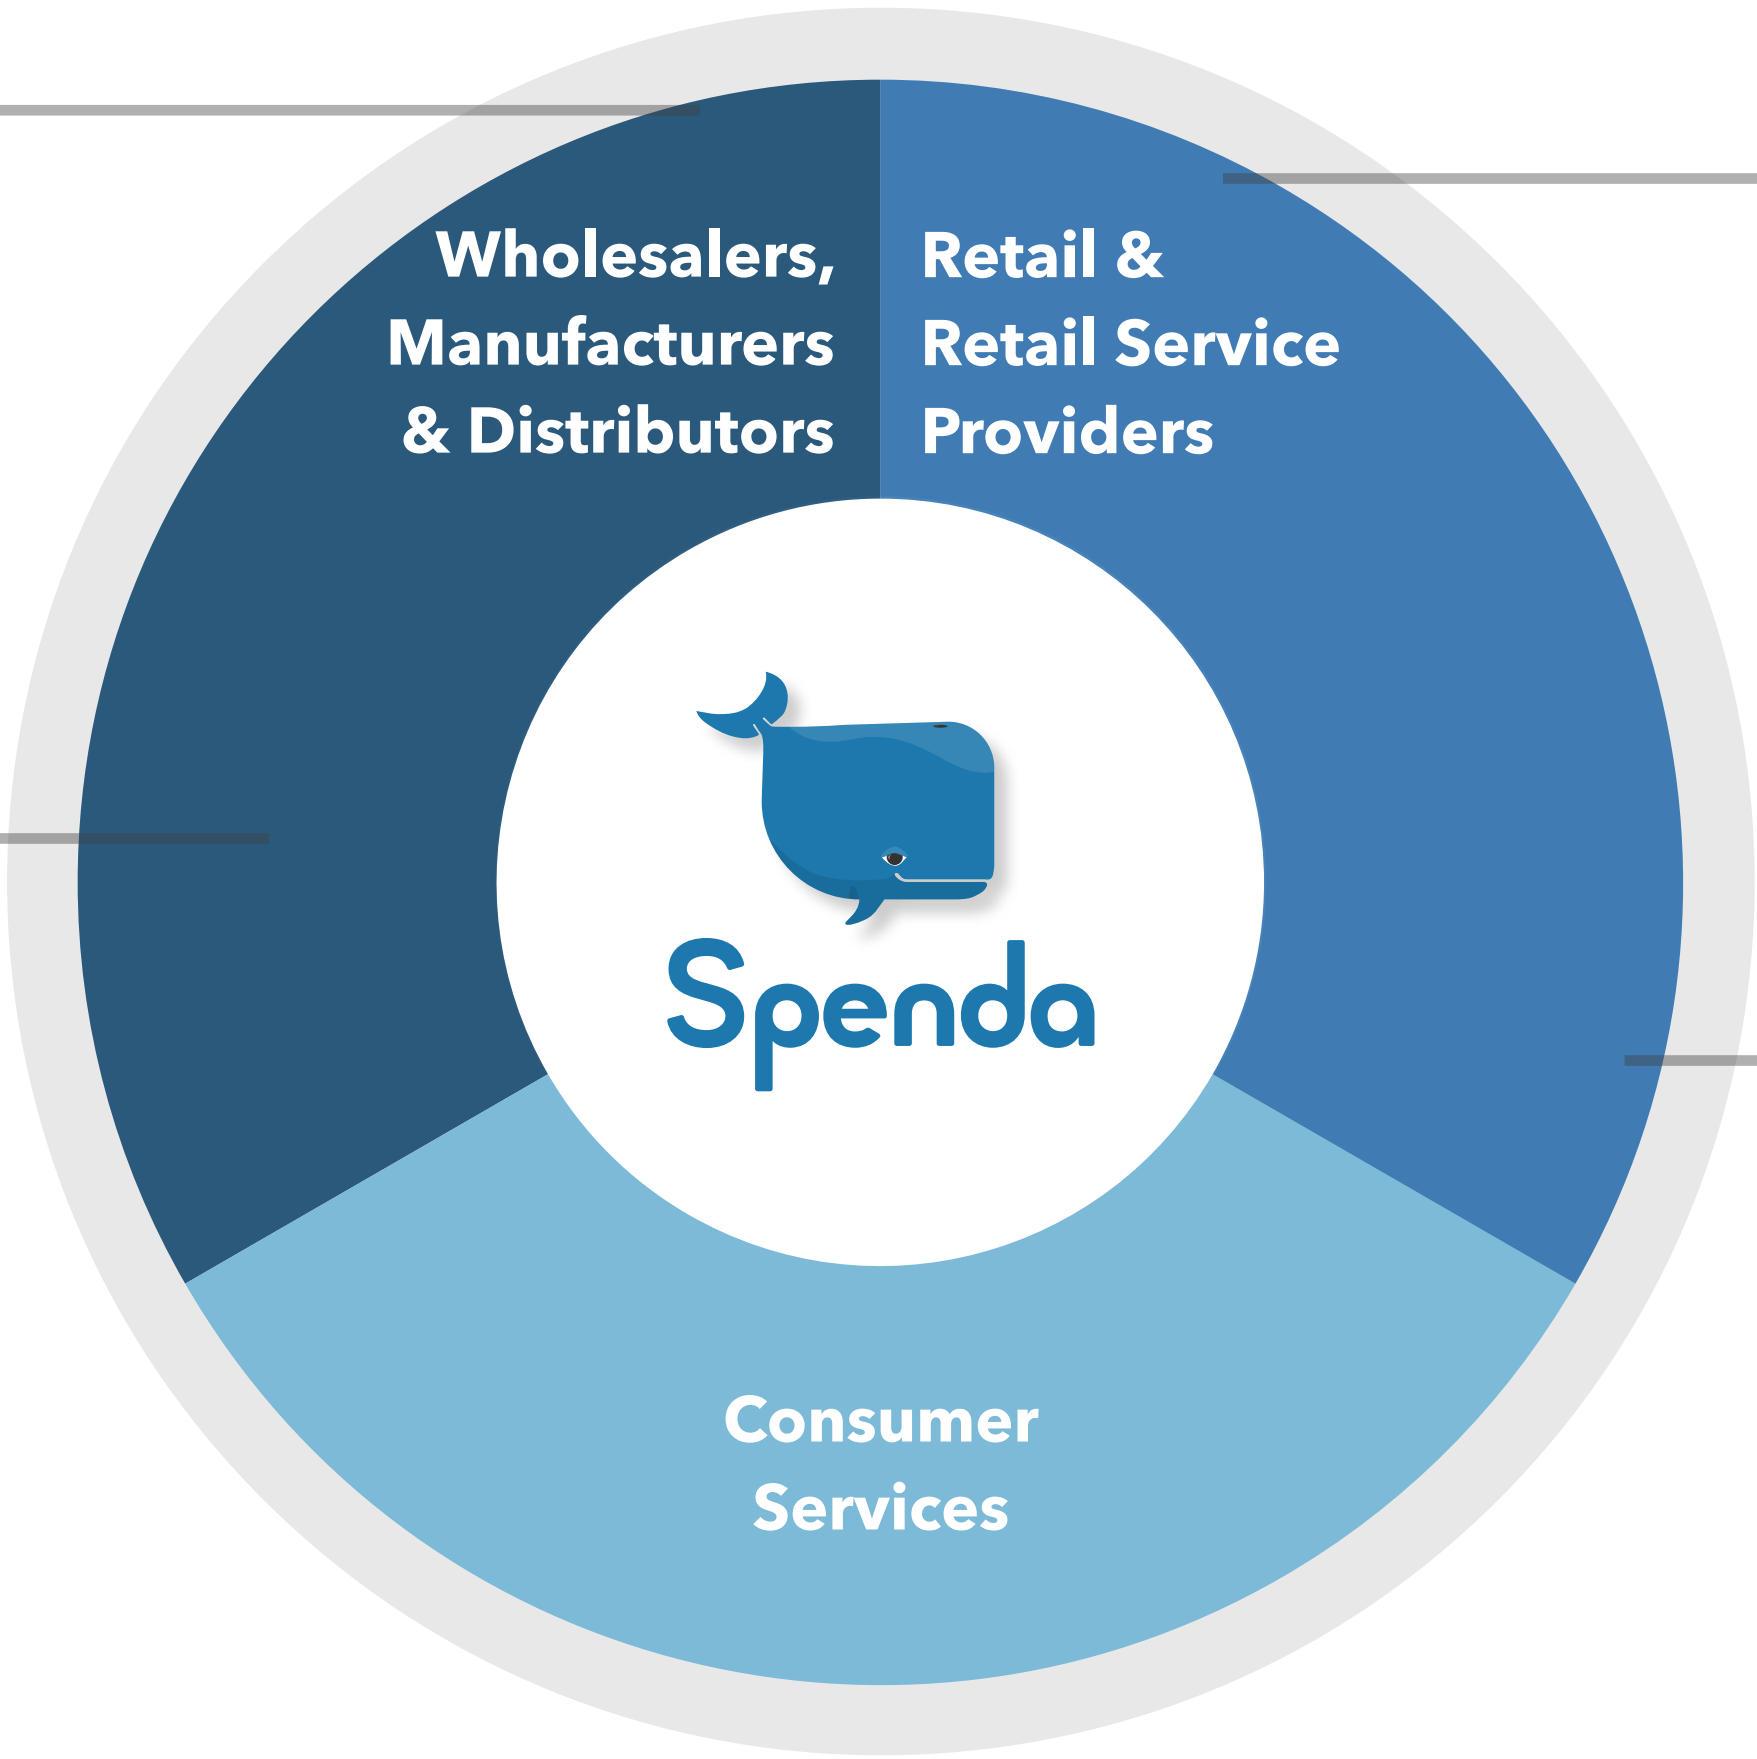 Wholesalers,
Manufacturers
& Distributors
Retail &
Retail Service
Providers
Spenda
Consumer
Services